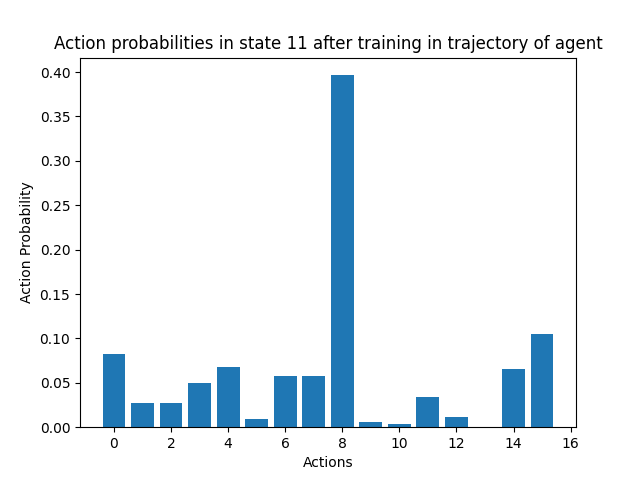 Action probabilities in state 11 after training in trajectory of agent
0.40
0.35
0.30
0.25
0.20
0.15
0.10
0.05
0.00
Action Probability
0 2 4 6 8 10 12 14 16
Actions